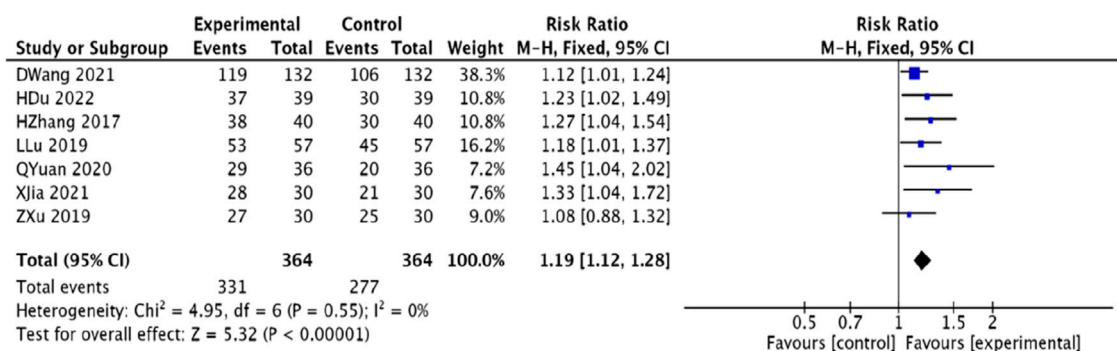 Experimental Control Risk Ratio Risk Ratio
Study or Subgroup Events Total Events Total Weight M-H, Fixed, 95% CI M-H, Fixed, 95% CI
DWang 2021 119 132 106 132 38.3% 1.12 [1.01, 1.24]
HDu 2022 37 39 30 39 10.8% 1.23 [1.02, 1.49]
HZhang 2017 38 40 30 40 10.8% 1.27 [1.04, 1.54]
LLu 2019 53 57 45 57 16.2% 1.18 [1.01, 1.37]
QYuan 2020 29 36 20 36 7.2% 1.45 [1.04, 2.02]
XJia 2021 28 30 21 30 7.6% 1.33 [1.04, 1.72]
ZXu 2019 27 30 25 30 9.0% 1.08 [0.88, 1.32]
Total (95% CI) 364 364 100.0% 1.19 [1.12, 1.28]
Total events 331 277
Heterogeneity: Chi² = 4.95, df = 6 (P = 0.55); I² = 0%
Test for overall effect: Z = 5.32 (P < 0.00001)
0.5 0.7 1 1.5 2
Favours [control] Favours [experimental]